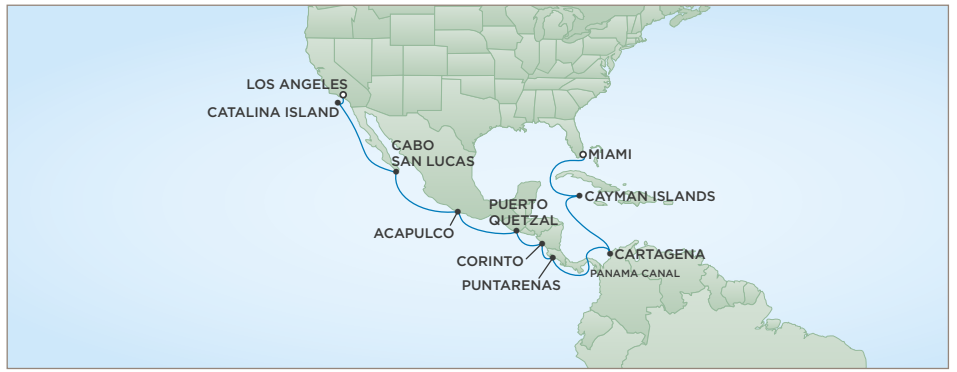 LOS ANGELES
CATALINA ISLAND
CABO
SAN LUCAS
MIAMI
CAYMAN ISLANDS
PUERTO
QUETZAL
ACAPULCO
CORINTO
CARTAGENA
PANAMA CANAL
PUNTARENAS